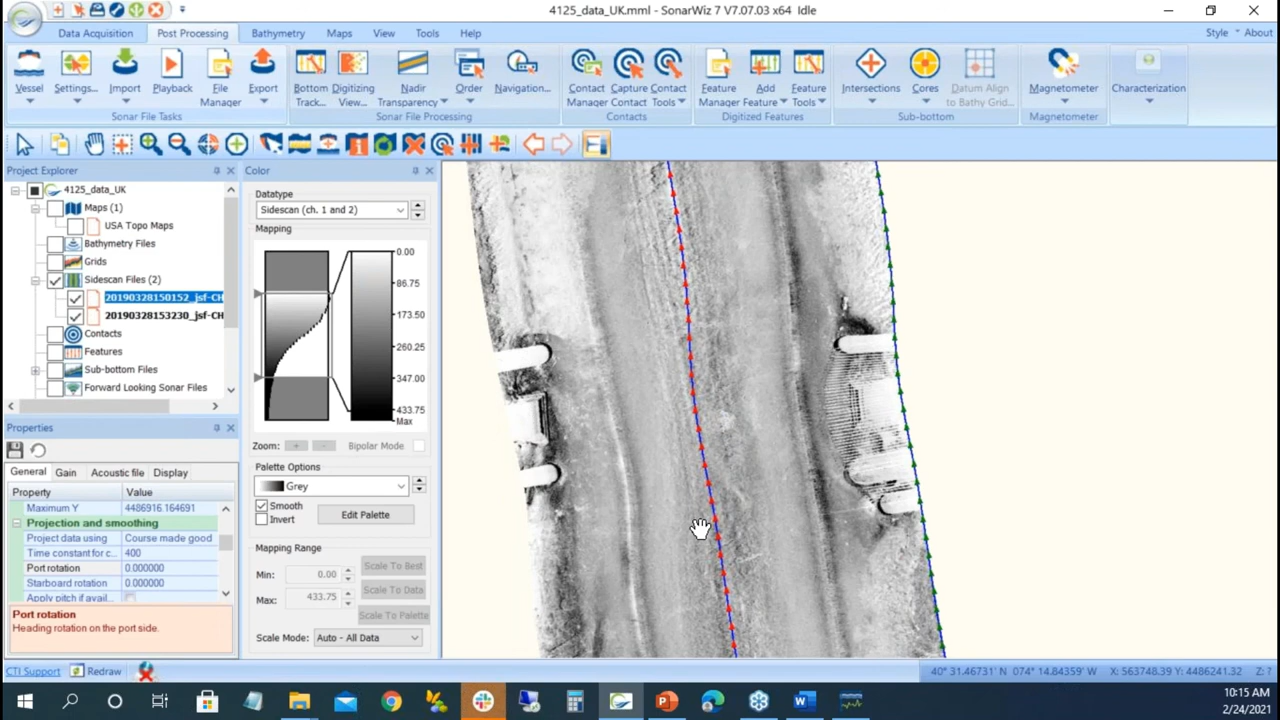 4125_data_UK.mml - SonarWiz 7 V7.07.03 x64 Idle
Data Acquisition Post Processing Bathymetry Maps View Tools Help Style About
Vessel Settings... Import Playback File Manager Export
Sonar File Tasks
Bottom Track... Digitizing View... Nadir Transparency Order Navigation...
Sonar File Processing
Contact Manager Capture Contact Contact Tools
Contacts
Feature Manager Add Feature Feature Tools
Digitized Features
Intersections Cores Datum Align to Bathy Grid...
Sub-bottom
Magnetometer
Magnetometer
Characterization
Project Explorer
4125_data_UK
Maps (1)
USA Topo Maps
Bathymetry Files
Grids
Sidescan Files (2)
20190328150152_jsf-CH
20190328153230_jsf-CH
Contacts
Features
Sub-bottom Files
Forward Looking Sonar Files
Properties
General Gain Acoustic file Display
Property Value
Maximum Y 4486916.164691
Projection and smoothing
Project data using Course made good
Time constant for c... 400
Port rotation 0.000000
Starboard rotation 0.000000
Apply pitch if avail...
Port rotation
Heading rotation on the port side.
Color
Datatype
Sidescan (ch. 1 and 2)
Mapping
0.00
86.75
173.50
260.25
347.00
433.75
Max
Zoom: + - Bipolar Mode
Palette Options
Grey
Smooth
Invert
Edit Palette
Mapping Range
Min: 0.00 Scale To Best
Max: 433.75 Scale To Data
Scale To Palette
Scale Mode: Auto - All Data
CTI Support Redraw
40° 31.46731' N 074° 14.84359' W X: 563748.39 Y: 4486241.32 Z: ?
10:15 AM
2/24/2021